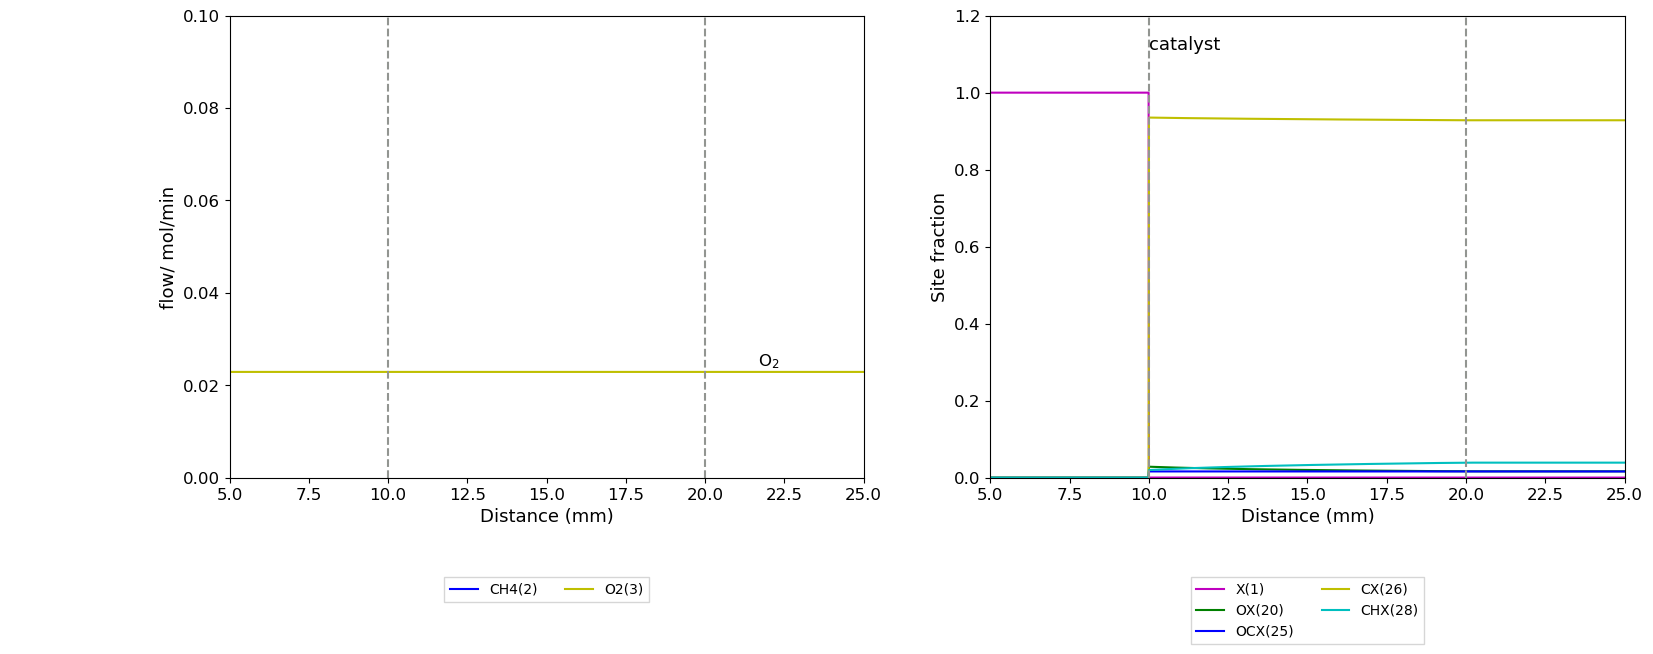 0.10
0.08
0.06
0.04
0.02
0.00
flow/ mol/min
O₂
5.0 7.5 10.0 12.5 15.0 17.5 20.0 22.5 25.0
Distance (mm)
CH4(2) O2(3)
1.2
1.0
0.8
0.6
0.4
0.2
0.0
Site fraction
catalyst
5.0 7.5 10.0 12.5 15.0 17.5 20.0 22.5 25.0
Distance (mm)
X(1) CX(26)
OX(20) CHX(28)
OCX(25)